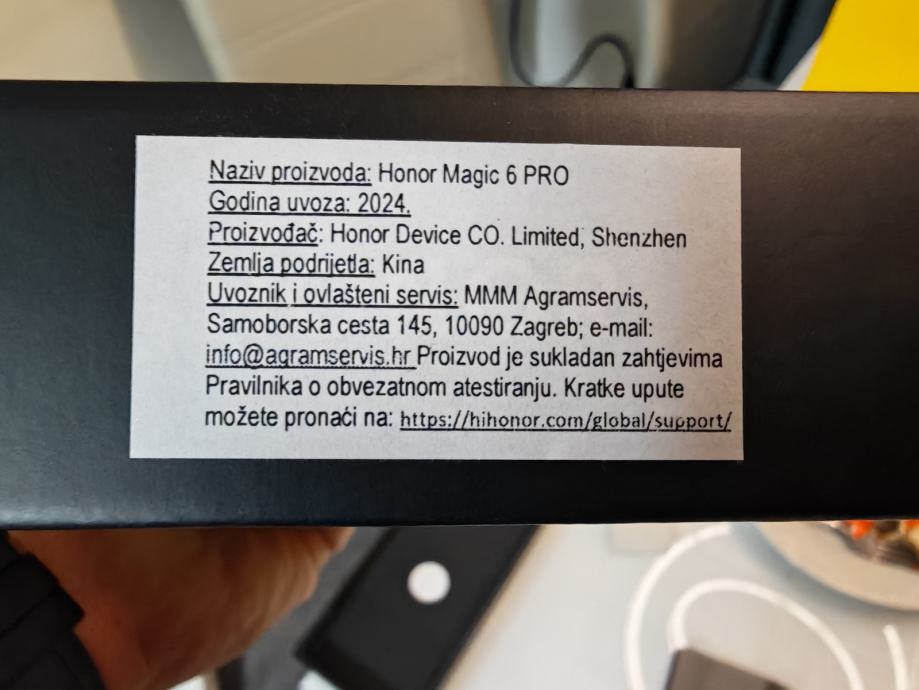 Naziv proizvoda: Honor Magic 6 PRO
Godina uvoza: 2024.
Proizvođač: Honor Device CO. Limited, Shenzhen
Zemlja podrijetla: Kina
Uvoznik i ovlašteni servis: MMM Agramservis,
Samoborska cesta 145, 10090 Zagreb; e-mail:
info@agramservis.hr Proizvod je sukladan zahtjevima
Pravilnika o obvezatnom atestiranju. Kratke upute
možete pronaći na: https://hihonor.com/global/support/